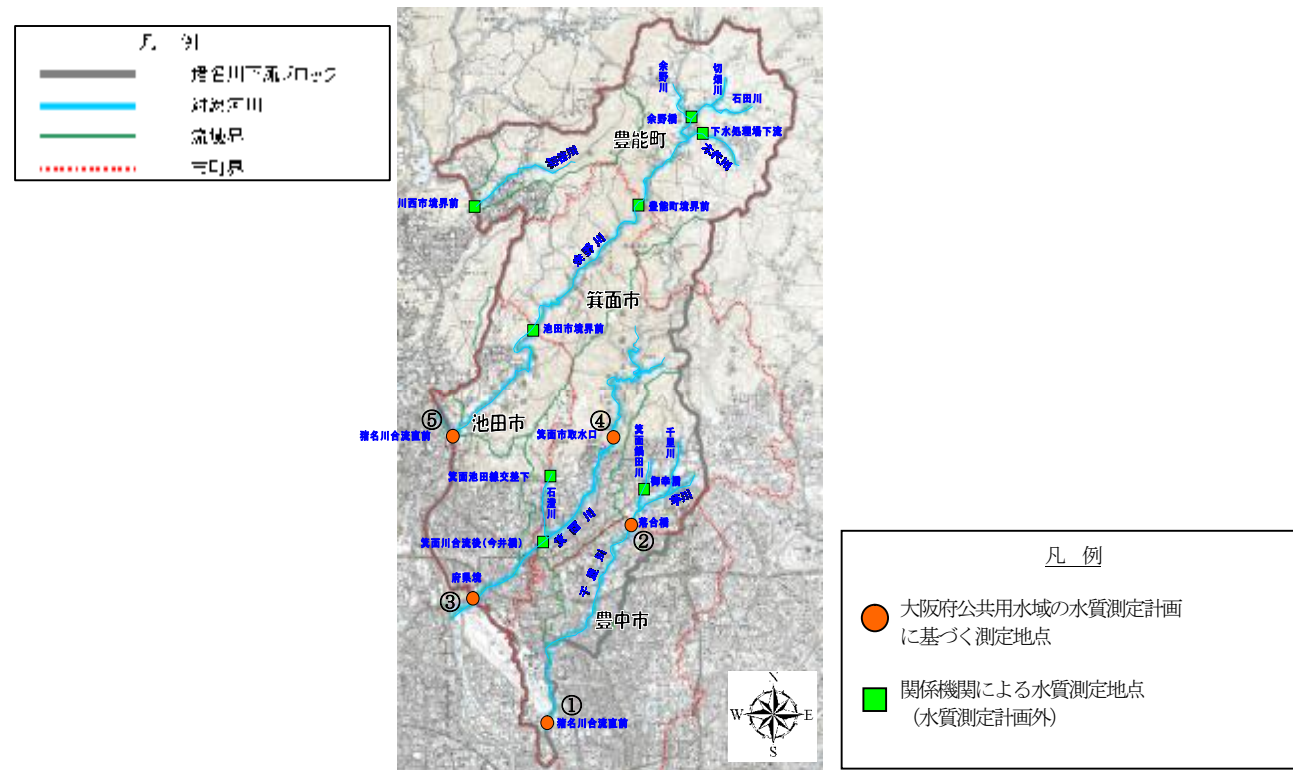 凡 例
猪名川下流ブロック
対象河川
流域界
市町界
余野川
切畑川
石田川
余野橋
下水処理場下流
豊能町
木代川
初谷川
川西市境界前
豊能町境界前
余野川
箕面市
池田市境界前
⑤
池田市
④
猪名川合流直前
箕面市取水口
箕面鍋田川
千里川
箕面池田線交差下
御幸橋
石澄川
茅川
落合橋
②
箕面川
箕面川合流後(今井橋)
千里川
府県境
③
豊中市
①
猪名川合流直前
N
W E
S
凡 例
大阪府公共用水域の水質測定計画
に基づく測定地点
関係機関による水質測定地点
(水質測定計画外)